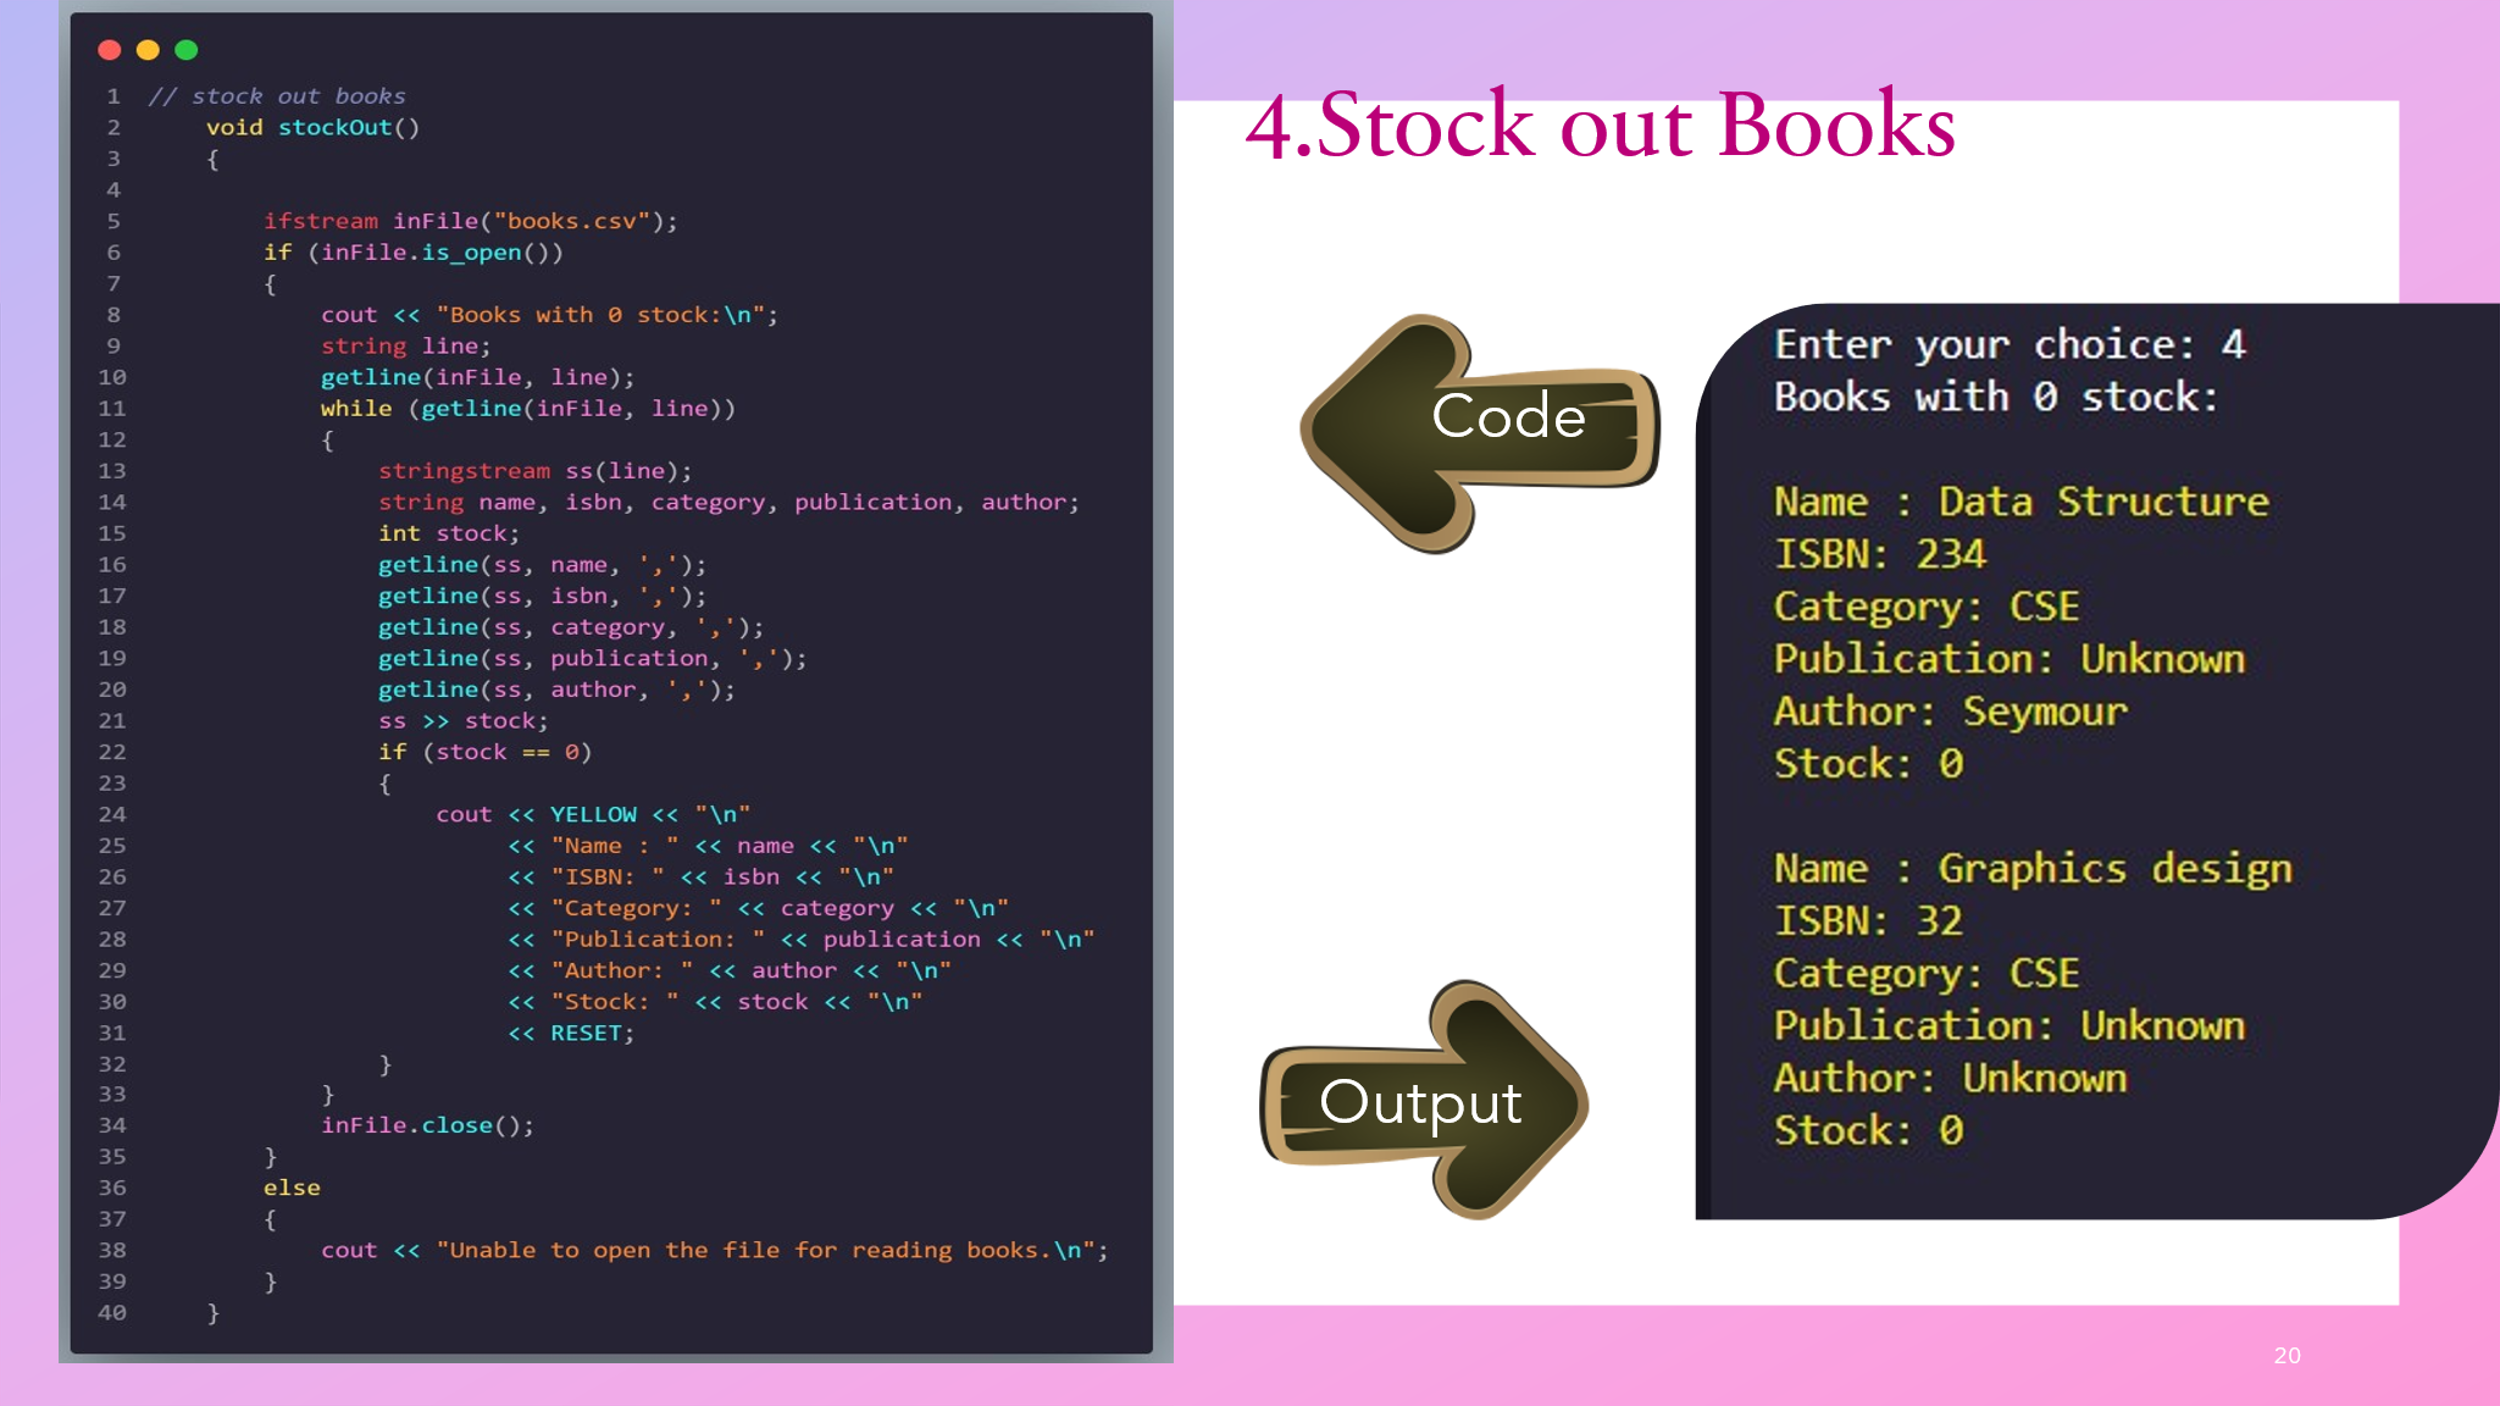 1 // stock out books
2 void stockOut()
3 {
4
5 ifstream inFile("books.csv");
6 if (inFile.is_open())
7 {
8 cout << "Books with 0 stock:\n";
9 string line;
10 getline(inFile, line);
11 while (getline(inFile, line))
12 {
13 stringstream ss(line);
14 string name, isbn, category, publication, author;
15 int stock;
16 getline(ss, name, ',');
17 getline(ss, isbn, ',');
18 getline(ss, category, ',');
19 getline(ss, publication, ',');
20 getline(ss, author, ',');
21 ss >> stock;
22 if (stock == 0)
23 {
24 cout << YELLOW << "\n"
25 << "Name : " << name << "\n"
26 << "ISBN: " << isbn << "\n"
27 << "Category: " << category << "\n"
28 << "Publication: " << publication << "\n"
29 << "Author: " << author << "\n"
30 << "Stock: " << stock << "\n"
31 << RESET;
32 }
33 }
34 inFile.close();
35 }
36 else
37 {
38 cout << "Unable to open the file for reading books.\n";
39 }
40 }
4.Stock out Books
Code
Output
Enter your choice: 4
Books with 0 stock:
Name : Data Structure
ISBN: 234
Category: CSE
Publication: Unknown
Author: Seymour
Stock: 0
Name : Graphics design
ISBN: 32
Category: CSE
Publication: Unknown
Author: Unknown
Stock: 0
20